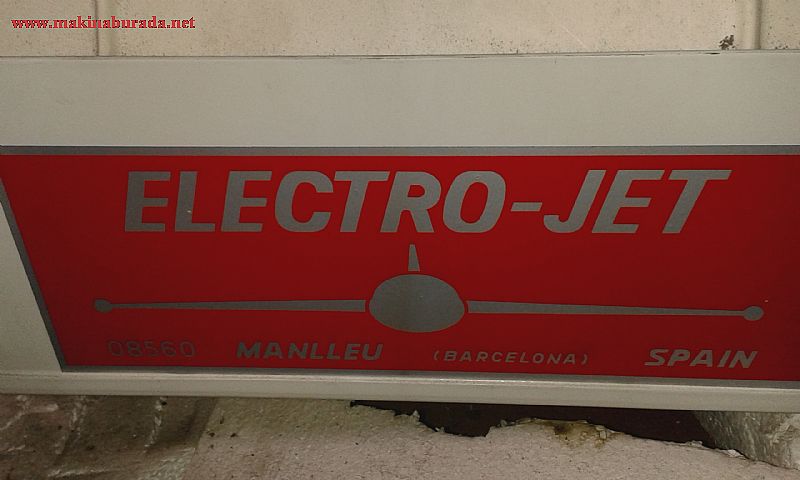 www.makinaburada.net
ELECTRO-JET
08560 MANLLEU (BARCELONA) SPAIN